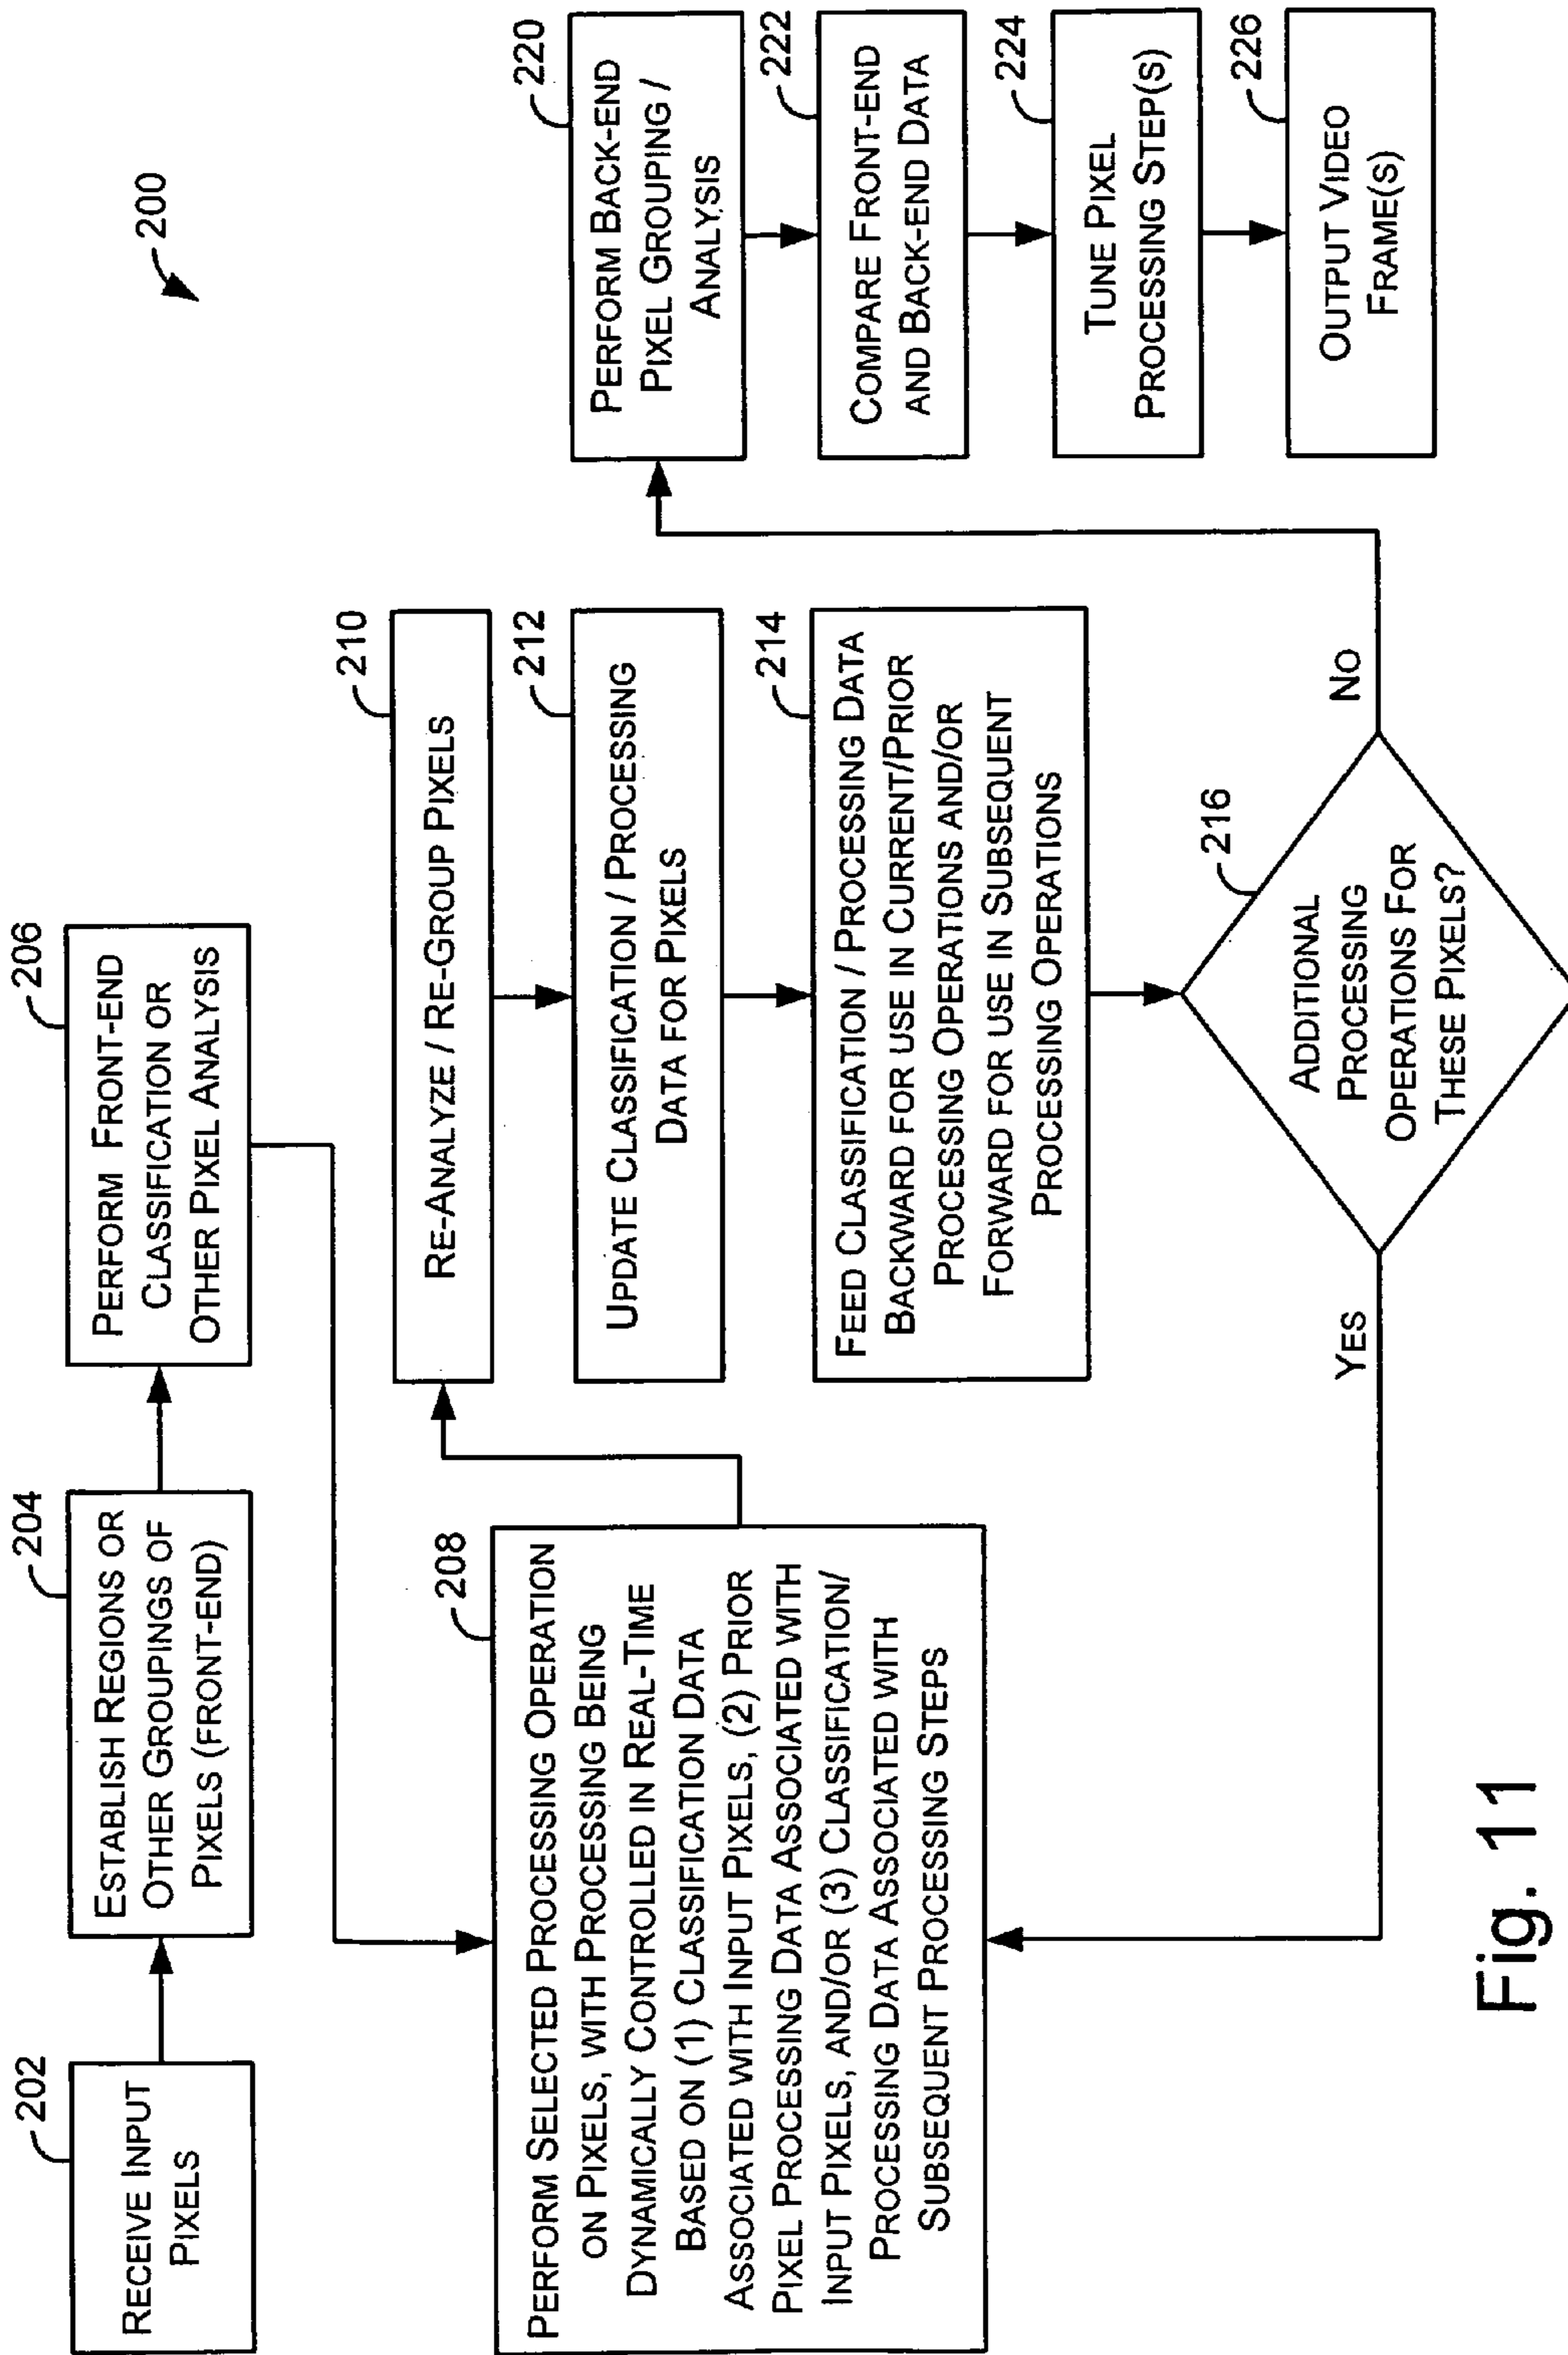 200
202
RECEIVE INPUT
PIXELS
204
ESTABLISH REGIONS OR
OTHER GROUPINGS OF
PIXELS (FRONT-END)
206
PERFORM FRONT-END
CLASSIFICATION OR
OTHER PIXEL ANALYSIS
208
PERFORM SELECTED PROCESSING OPERATION
ON PIXELS, WITH PROCESSING BEING
DYNAMICALLY CONTROLLED IN REAL-TIME
BASED ON (1) CLASSIFICATION DATA
ASSOCIATED WITH INPUT PIXELS, (2) PRIOR
PIXEL PROCESSING DATA ASSOCIATED WITH
INPUT PIXELS, AND/OR (3) CLASSIFICATION/
PROCESSING DATA ASSOCIATED WITH
SUBSEQUENT PROCESSING STEPS
210
RE-ANALYZE / RE-GROUP PIXELS
212
UPDATE CLASSIFICATION / PROCESSING
DATA FOR PIXELS
214
FEED CLASSIFICATION / PROCESSING DATA
BACKWARD FOR USE IN CURRENT/PRIOR
PROCESSING OPERATIONS AND/OR
FORWARD FOR USE IN SUBSEQUENT
PROCESSING OPERATIONS
216
ADDITIONAL
PROCESSING
OPERATIONS FOR
THESE PIXELS?
YES
NO
220
PERFORM BACK-END
PIXEL GROUPING /
ANALYSIS
222
COMPARE FRONT-END
AND BACK-END DATA
224
TUNE PIXEL
PROCESSING STEP(S)
226
OUTPUT VIDEO
FRAME(S)
Fig. 11